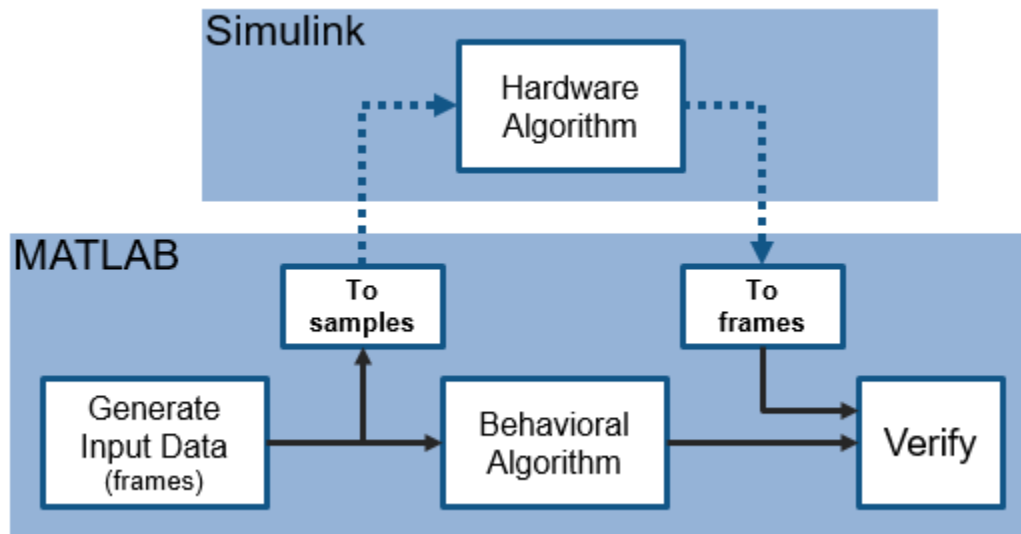 Simulink
Hardware
Algorithm
MATLAB
To
samples
To
frames
Generate
Input Data
(frames)
Behavioral
Algorithm
Verify